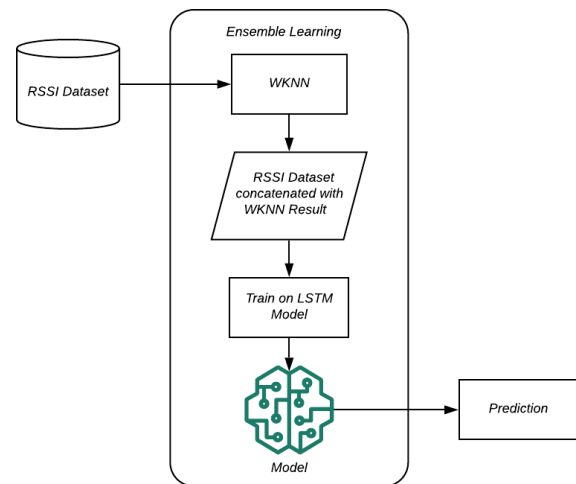 Ensemble Learning
RSSI Dataset
WKNN
RSSI Dataset
concatenated with
WKNN Result
Train on LSTM
Model
Prediction
Model